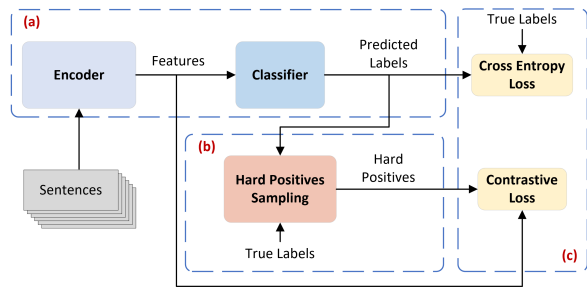 (a)
True Labels
Features
Predicted
Labels
Encoder
Classifier
Cross Entropy
Loss
(b)
Sentences
Hard Positives
Sampling
Hard
Positives
Contrastive
Loss
True Labels
(c)